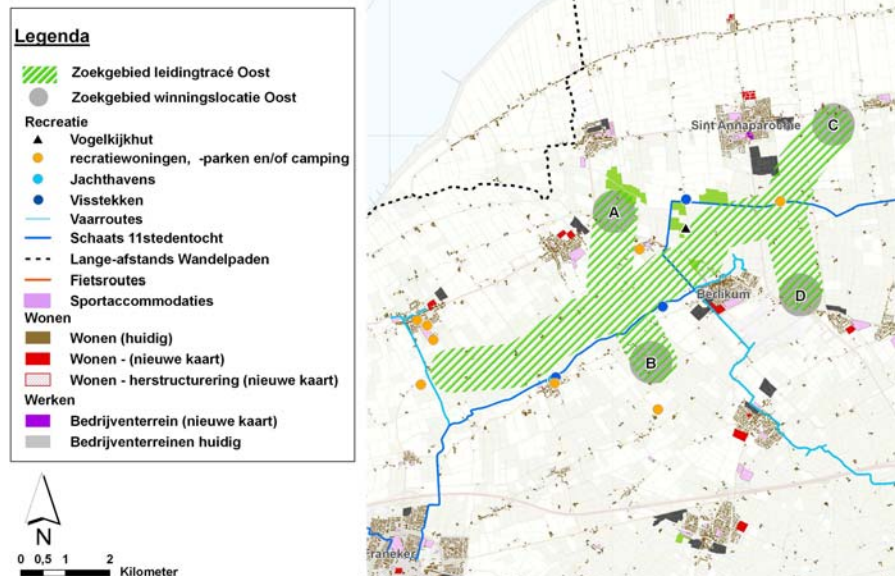 Legenda
Zoekgebied leidingtracé Oost
Zoekgebied winningslocatie Oost
Recreatie
Vogelkijkhut
recratiewoningen, -parken en/of camping
Jachthavens
Visstekken
Vaarroutes
Schaats 11stedentocht
Lange-afstands Wandelpaden
Fietsroutes
Sportaccommodaties
Wonen
Wonen (huidig)
Wonen - (nieuwe kaart)
Wonen - herstructurering (nieuwe kaart)
Werken
Bedrijventerrein (nieuwe kaart)
Bedrijventerreinen huidig
N
0 0,5 1 2
Kilometer
Sint Annaparochie
C
A
Berlikum
D
B
Franeker